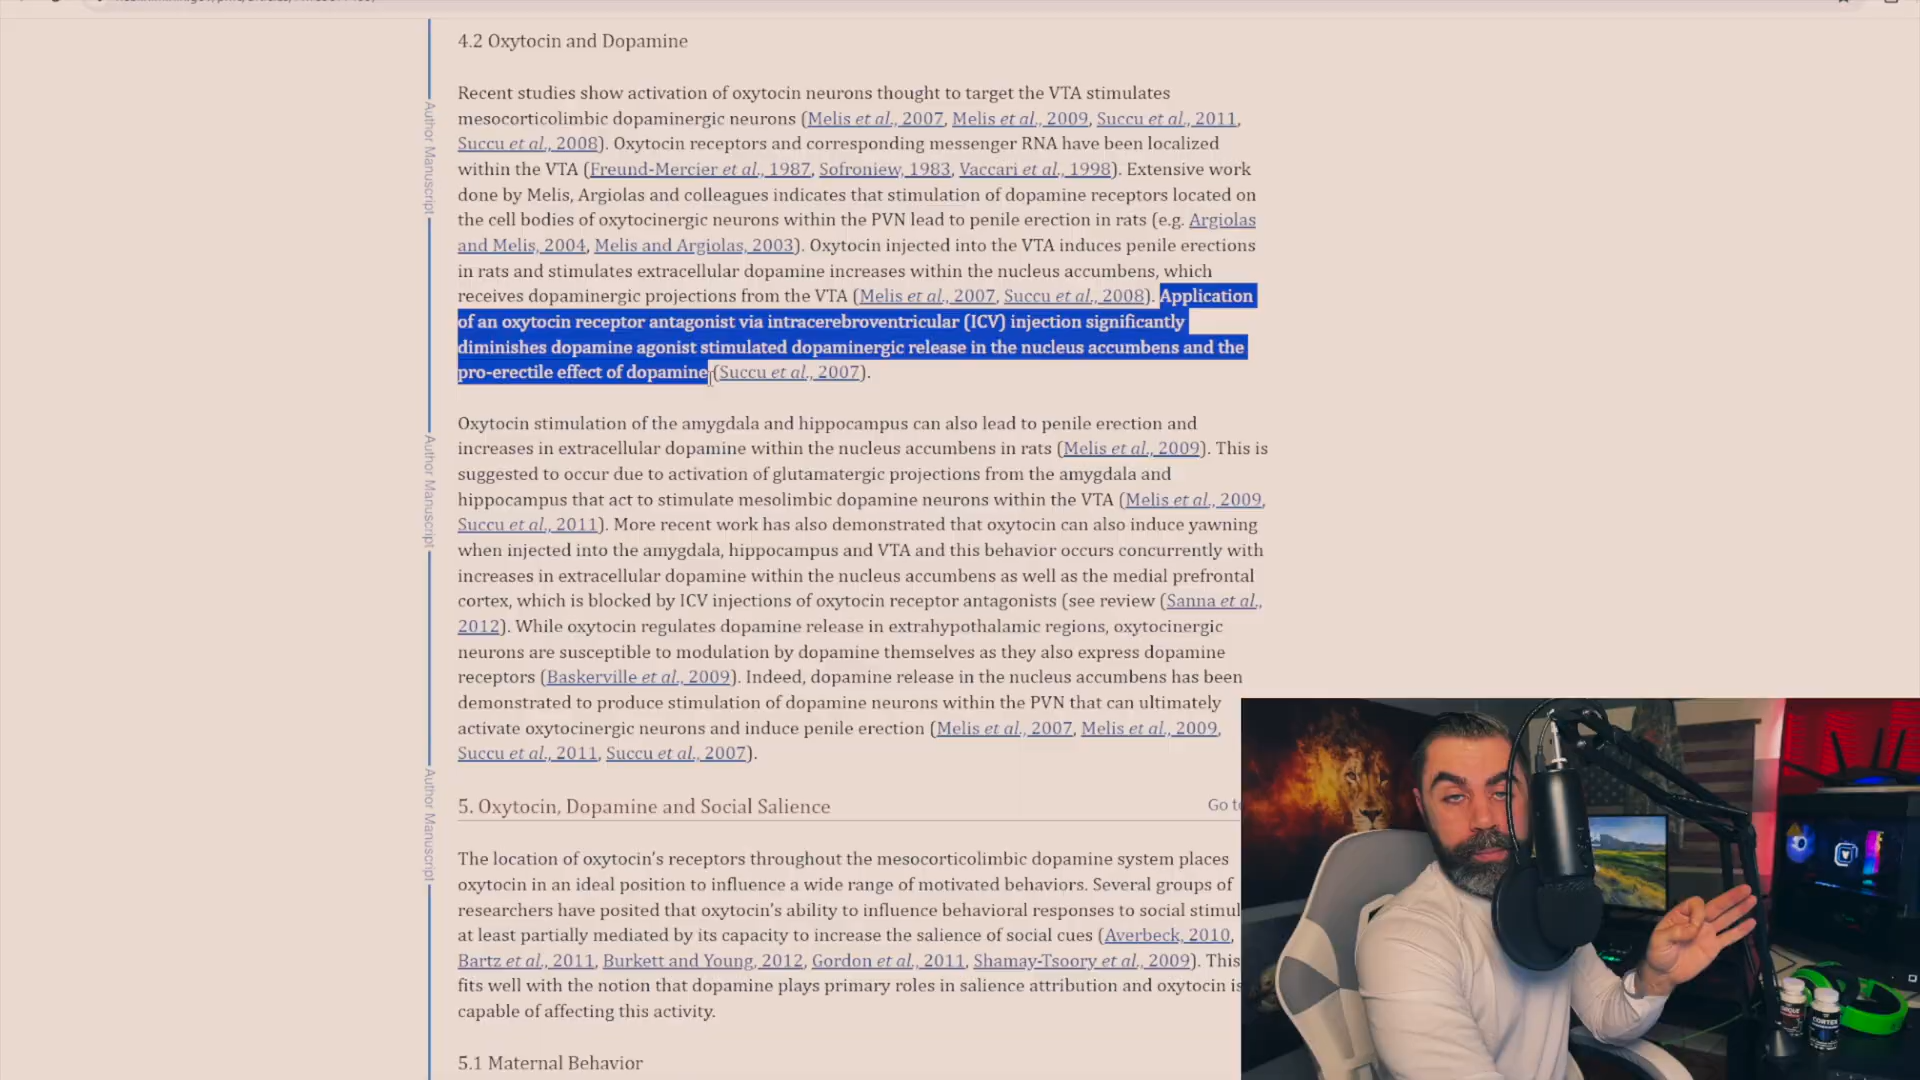 4.2 Oxytocin and Dopamine
Recent studies show activation of oxytocin neurons thought to target the VTA stimulates
mesocorticolimbic dopaminergic neurons (Melis et al., 2007, Melis et al., 2009, Succu et al., 2011,
Succu et al., 2008). Oxytocin receptors and corresponding messenger RNA have been localized
within the VTA (Freund-Mercier et al., 1987, Sofroniew, 1983, Vaccari et al., 1998). Extensive work
done by Melis, Argiolas and colleagues indicates that stimulation of dopamine receptors located on
the cell bodies of oxytocinergic neurons within the PVN lead to penile erection in rats (e.g. Argiolas
and Melis, 2004, Melis and Argiolas, 2003). Oxytocin injected into the VTA induces penile erections
in rats and stimulates extracellular dopamine increases within the nucleus accumbens, which
receives dopaminergic projections from the VTA (Melis et al., 2007, Succu et al., 2008). Application
of an oxytocin receptor antagonist via intracerebroventricular (ICV) injection significantly
diminishes dopamine agonist stimulated dopaminergic release in the nucleus accumbens and the
pro-erectile effect of dopamine (Succu et al., 2007).
Oxytocin stimulation of the amygdala and hippocampus can also lead to penile erection and
increases in extracellular dopamine within the nucleus accumbens in rats (Melis et al., 2009). This is
suggested to occur due to activation of glutamatergic projections from the amygdala and
hippocampus that act to stimulate mesolimbic dopamine neurons within the VTA (Melis et al., 2009,
Succu et al., 2011). More recent work has also demonstrated that oxytocin can also induce yawning
when injected into the amygdala, hippocampus and VTA and this behavior occurs concurrently with
increases in extracellular dopamine within the nucleus accumbens as well as the medial prefrontal
cortex, which is blocked by ICV injections of oxytocin receptor antagonists (see review (Sanna et al.,
2012). While oxytocin regulates dopamine release in extrahypothalamic regions, oxytocinergic
neurons are susceptible to modulation by dopamine themselves as they also express dopamine
receptors (Baskerville et al., 2009). Indeed, dopamine release in the nucleus accumbens has been
demonstrated to produce stimulation of dopamine neurons within the PVN that can ultimately
activate oxytocinergic neurons and induce penile erection (Melis et al., 2007, Melis et al., 2009,
Succu et al., 2011, Succu et al., 2007).
5. Oxytocin, Dopamine and Social Salience
Go to
The location of oxytocin's receptors throughout the mesocorticolimbic dopamine system places
oxytocin in an ideal position to influence a wide range of motivated behaviors. Several groups of
researchers have posited that oxytocin's ability to influence behavioral responses to social stimul
at least partially mediated by its capacity to increase the salience of social cues (Averbeck, 2010,
Bartz et al., 2011, Burkett and Young, 2012, Gordon et al., 2011, Shamay-Tsoory et al., 2009). This
fits well with the notion that dopamine plays primary roles in salience attribution and oxytocin is
capable of affecting this activity.
5.1 Maternal Behavior
Author Manuscript
Author Manuscript
Author Manuscript
CORTEX